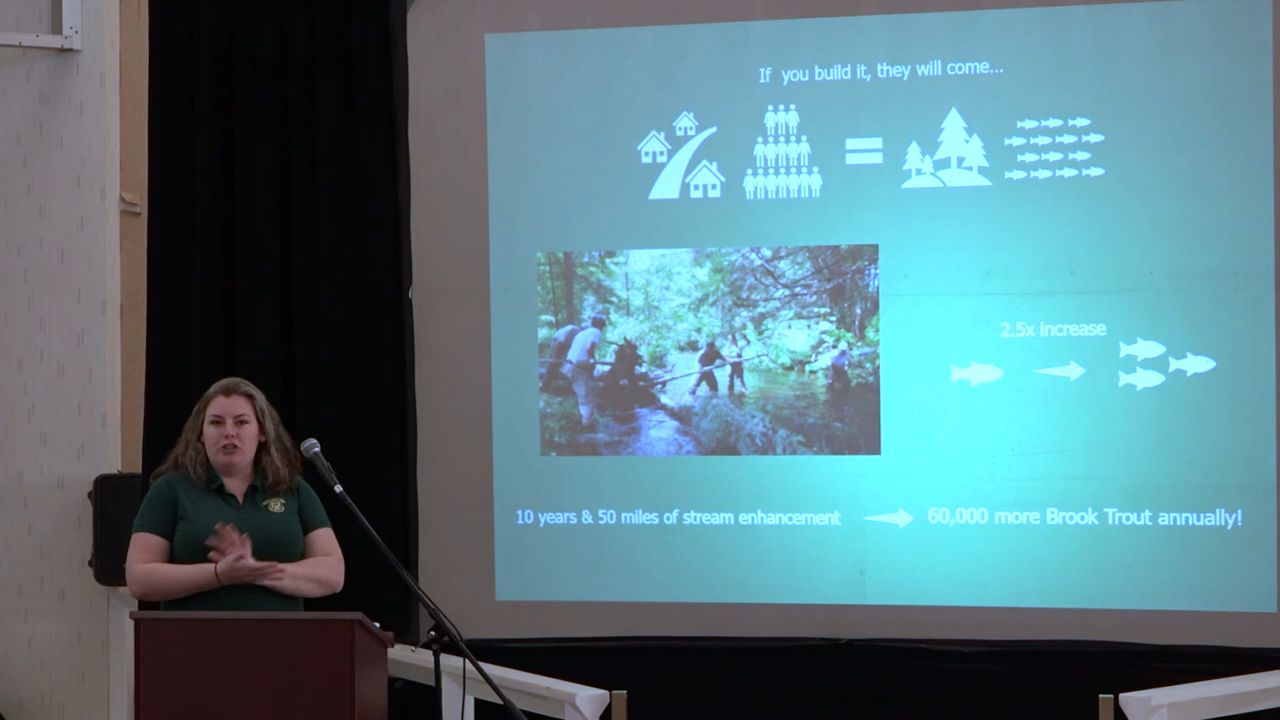 If you build it, they will come...
2.5x increase
10 years & 50 miles of stream enhancement
60,000 more Brook Trout annually!